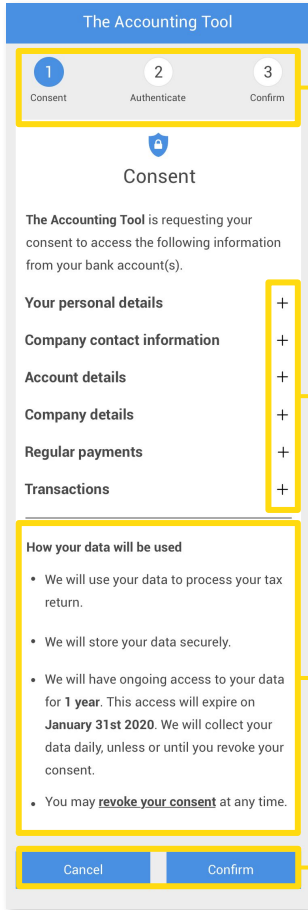 The Accounting Tool
1 2 3
Consent Authenticate Confirm
Consent
The Accounting Tool is requesting your
consent to access the following information
from your bank account(s).
Your personal details +
Company contact information +
Account details +
Company details +
Regular payments +
Transactions +
How your data will be used
• We will use your data to process your tax
return.
• We will store your data securely.
• We will have ongoing access to your data
for 1 year. This access will expire on
January 31st 2020. We will collect your
data daily, unless or until you revoke your
consent.
• You may revoke your consent at any time.
Cancel Confirm